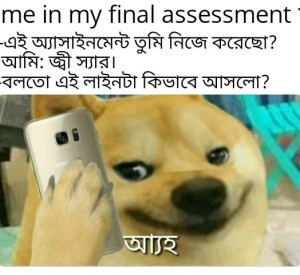 me in my final assessment
-এই অ্যাসাইনমেন্ট তুমি নিজে করেছো?
আমি: জ্বী স্যার।
-বলতো এই লাইনটা কিভাবে আসলো?
আ্যহ